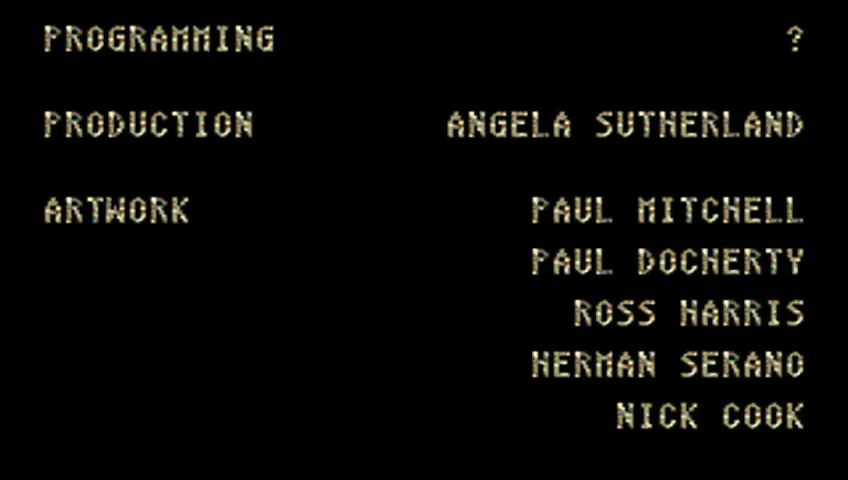 PROGRAMMING ?
PRODUCTION ANGELA SUTHERLAND
ARTWORK PAUL MITCHELL
PAUL DOCHERTY
ROSS HARRIS
HERMAN SERANO
NICK COOK